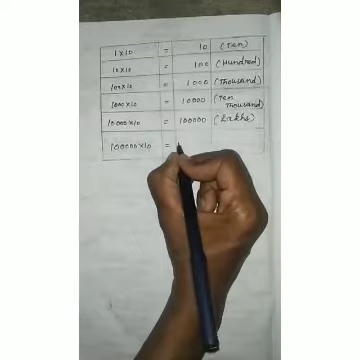 1x10 = 10 (Ten)
10x10 = 100 (Hundred)
100x10 = 1000 (Thousand)
1000x10 = 10000 (Ten Thousand)
10000x10 = 100000 (Lakhs)
100000x10 =